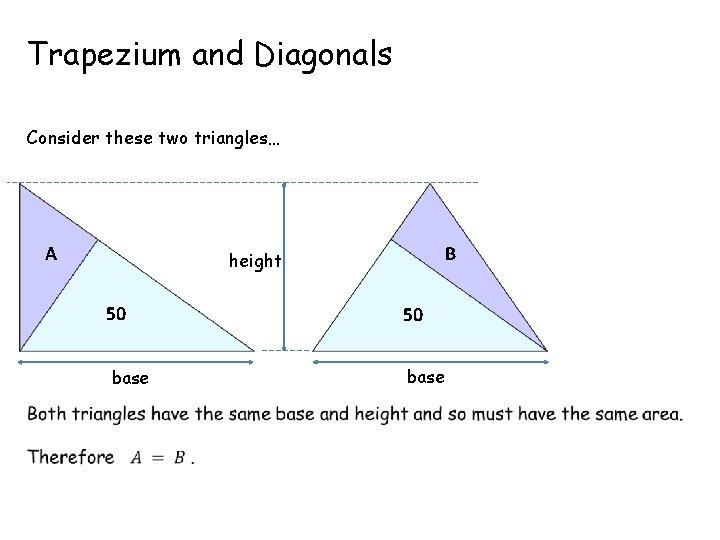 Trapezium and Diagonals
Consider these two triangles…
A
height
B
50
50
base
base
Both triangles have the same base and height and so must have the same area.
Therefore A = B .